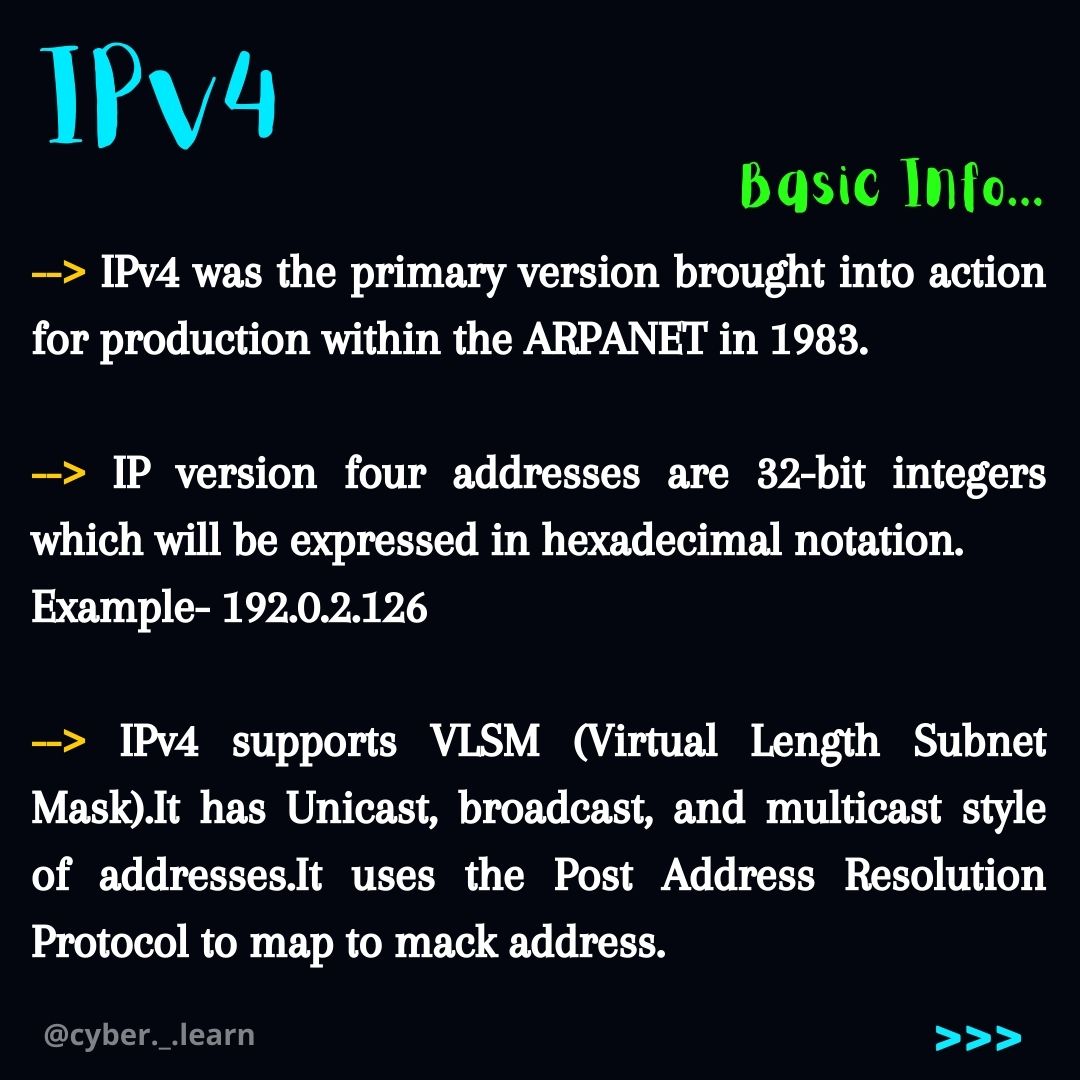 IPv4
Basic Info...
--> IPv4 was the primary version brought into action
for production within the ARPANET in 1983.
--> IP version four addresses are 32-bit integers
which will be expressed in hexadecimal notation.
Example- 192.0.2.126
--> IPv4 supports VLSM (Virtual Length Subnet
Mask).It has Unicast, broadcast, and multicast style
of addresses.It uses the Post Address Resolution
Protocol to map to mack address.
@cyber._.learn
>>>